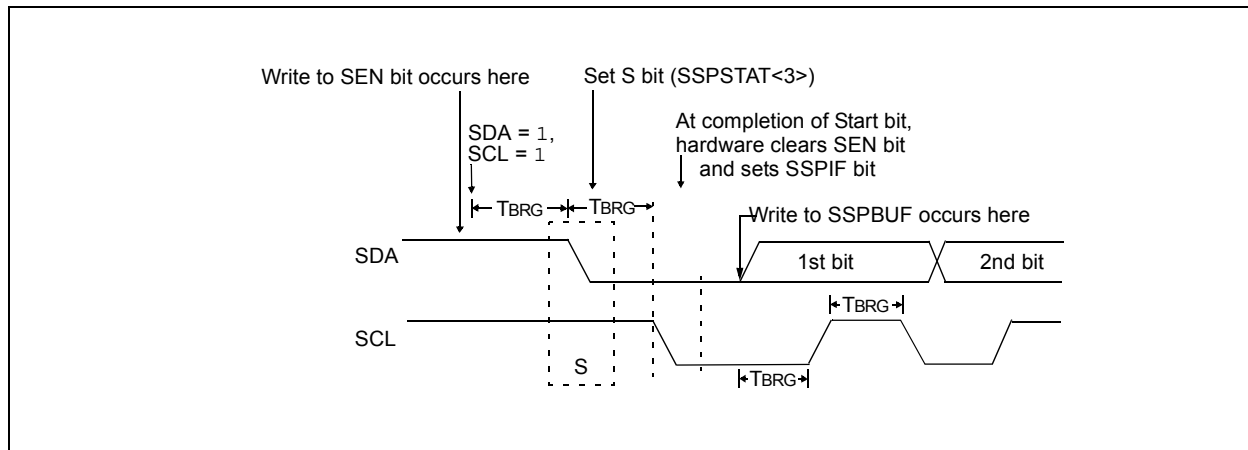 Write to SEN bit occurs here
Set S bit (SSPSTAT<3>)
SDA = 1,
SCL = 1
At completion of Start bit,
hardware clears SEN bit
and sets SSPIF bit
TBRG
TBRG
Write to SSPBUF occurs here
SDA
1st bit
2nd bit
TBRG
SCL
S
TBRG